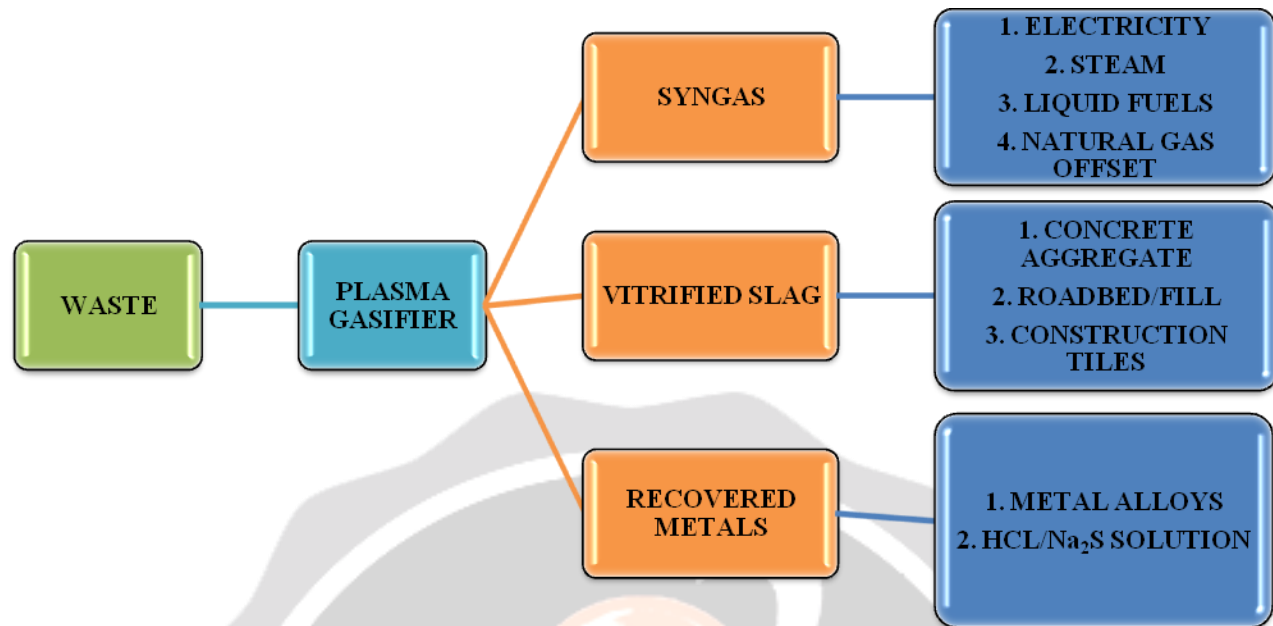 WASTE
PLASMA
GASIFIER
SYNGAS
VITRIFIED SLAG
RECOVERED
METALS
1. ELECTRICITY
2. STEAM
3. LIQUID FUELS
4. NATURAL GAS
OFFSET
1. CONCRETE
AGGREGATE
2. ROADBED/FILL
3. CONSTRUCTION
TILES
1. METAL ALLOYS
2. HCL/Na₂S SOLUTION